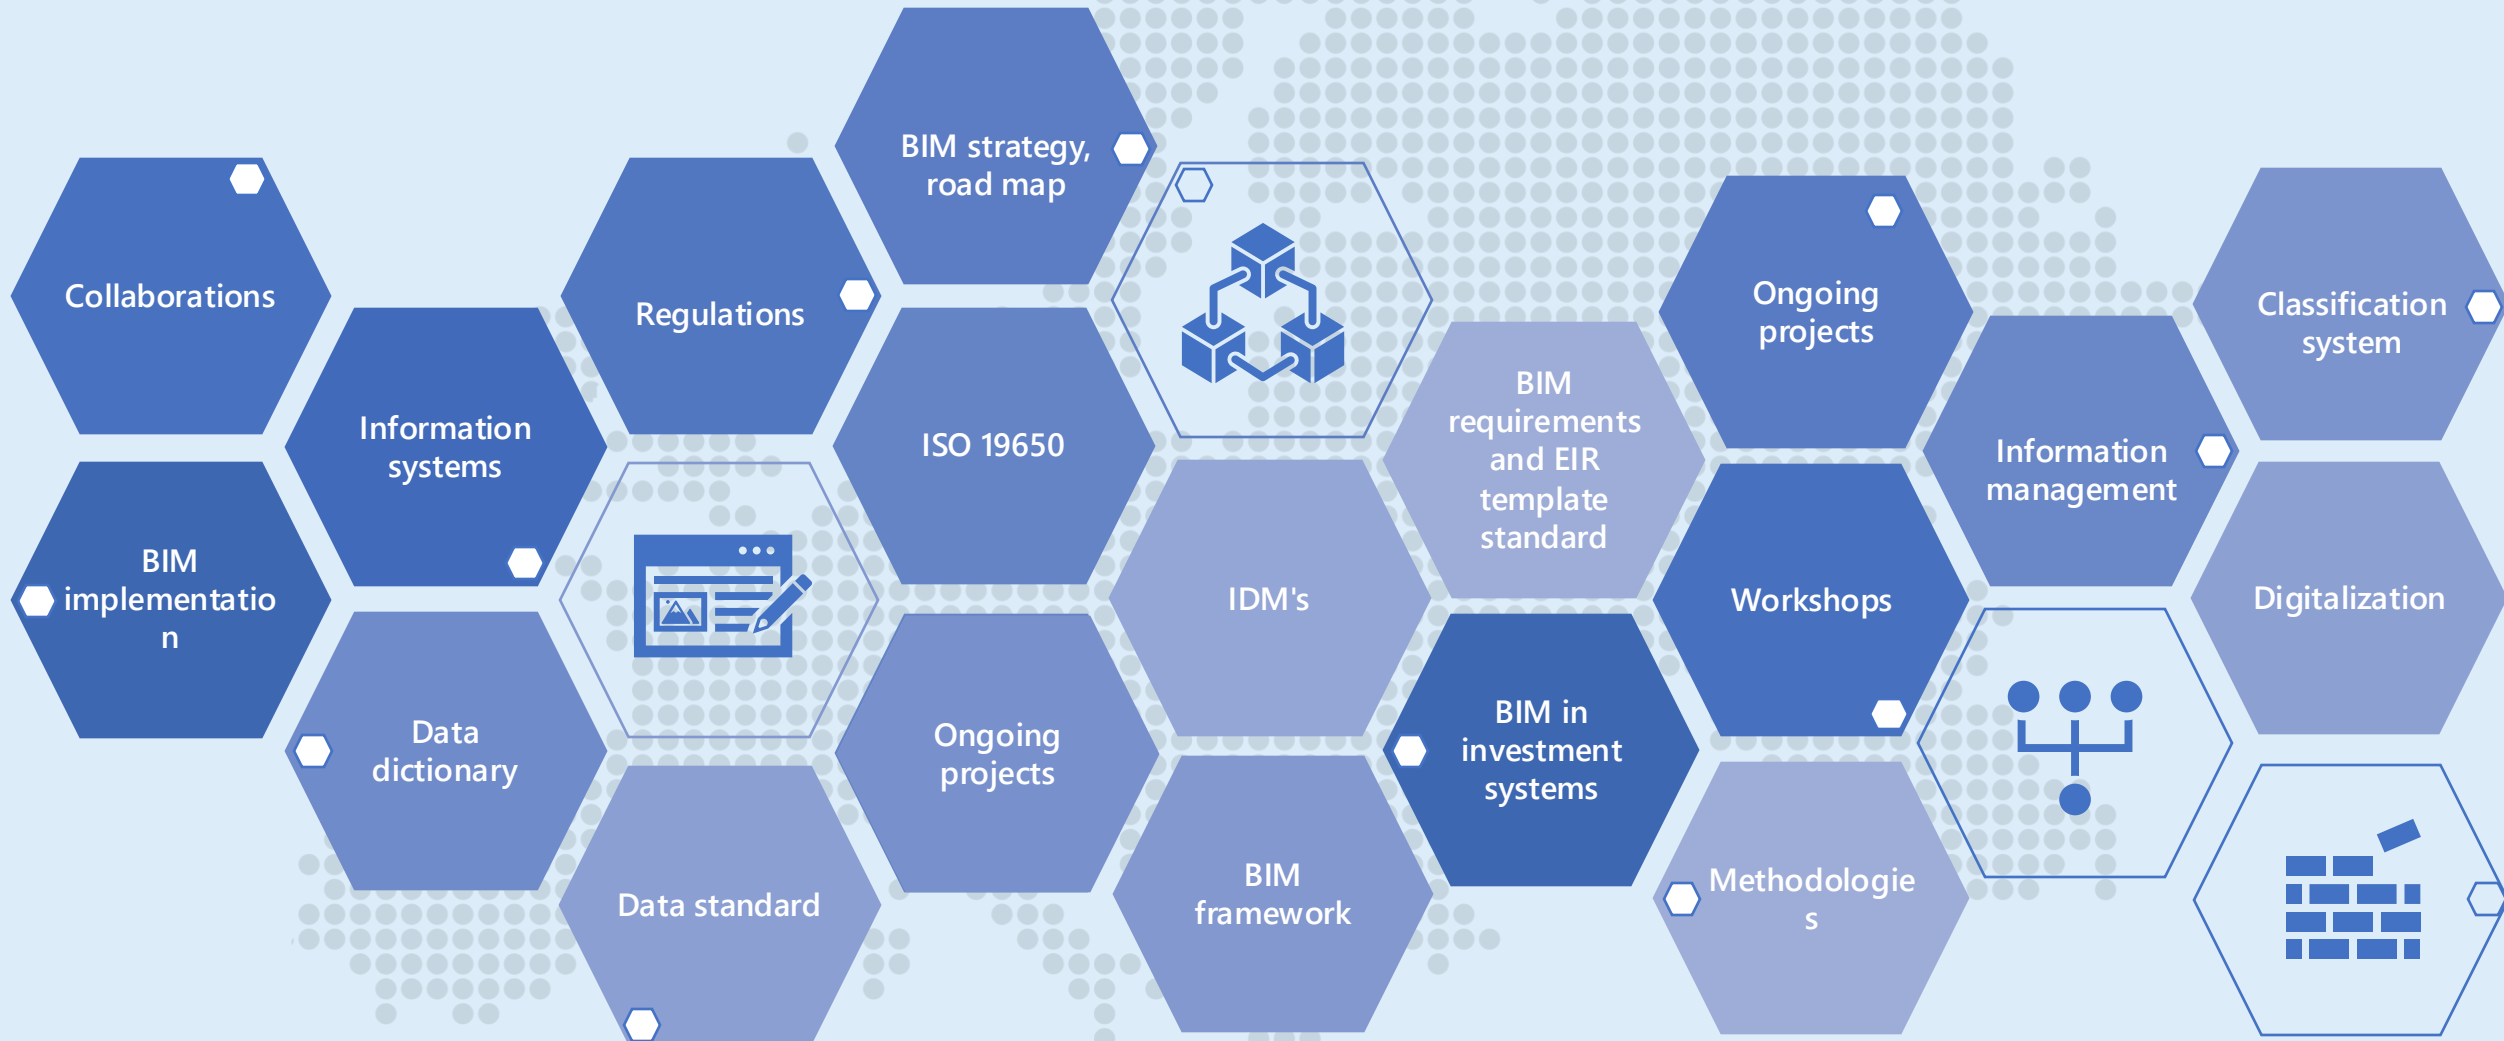 BIM strategy,
road map
Collaborations
Regulations
Ongoing
projects
Classification
system
Information
systems
ISO 19650
BIM
requirements
and EIR
template
standard
Information
management
BIM
implementatio
n
IDM's
Workshops
Digitalization
Data
dictionary
Ongoing
projects
BIM in
investment
systems
Data standard
BIM
framework
Methodologie
s